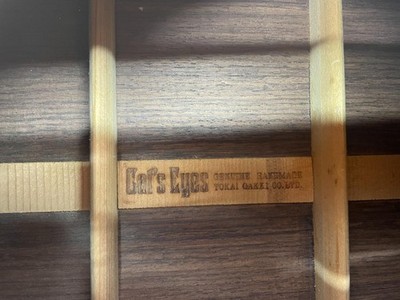 Cat's Eyes
GENUINE HANDMADE
TOKAI GAKKI CO.LTD.